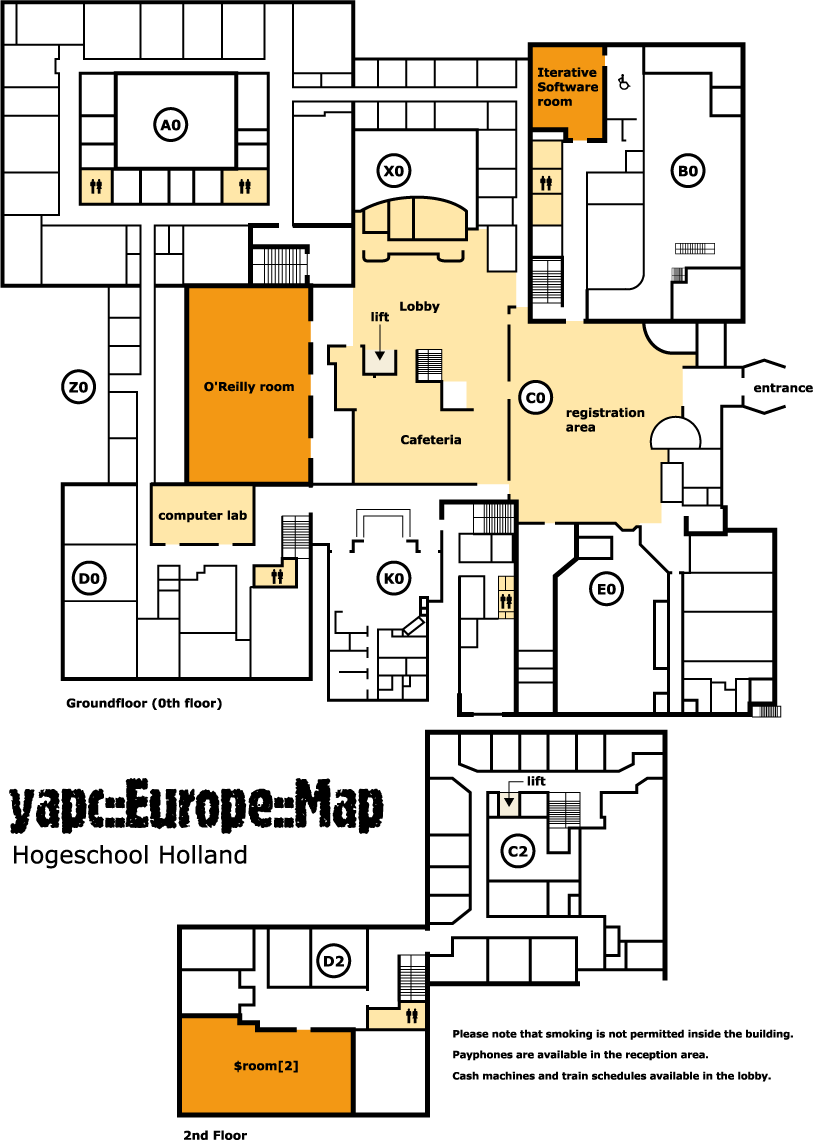 Iterative
Software
room
A0
X0
B0
Lobby
lift
Z0
O'Reilly room
C0
entrance
registration
area
Cafeteria
computer lab
D0
K0
E0
Groundfloor (0th floor)
yapc::Europe::Map
Hogeschool Holland
lift
C2
D2
Please note that smoking is not permitted inside the building.
Payphones are available in the reception area.
$room[2]
Cash machines and train schedules available in the lobby.
2nd Floor